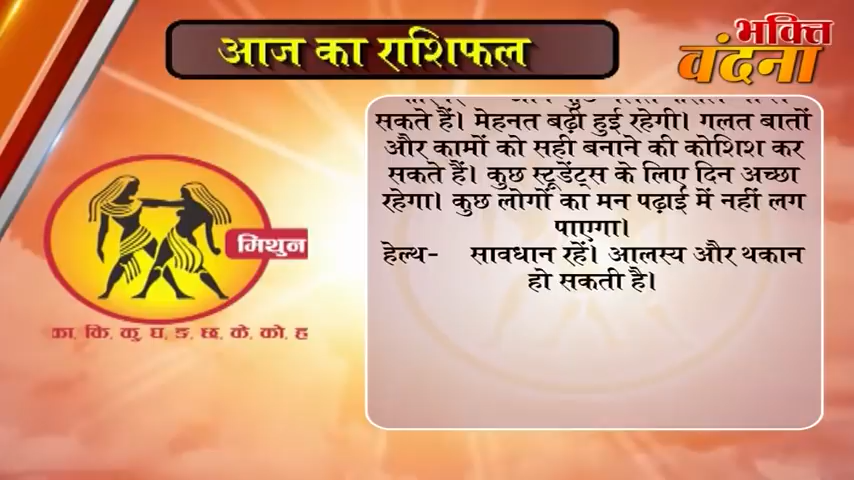 आज का राशिफल
भक्ति
वंदना
सकते हैं। मेहनत बढ़ी हुई रहेगी। गलत बातों
और कामों को सही बनाने की कोशिश कर
सकते हैं। कुछ स्टूडेंट्स के लिए दिन अच्छा
रहेगा। कुछ लोगों का मन पढ़ाई में नहीं लग
पाएगा।
हेल्थ- सावधान रहें। आलस्य और थकान
हो सकती है।
मिथुन
का, कि, कु, घ, ङ, छ, के, को, ह